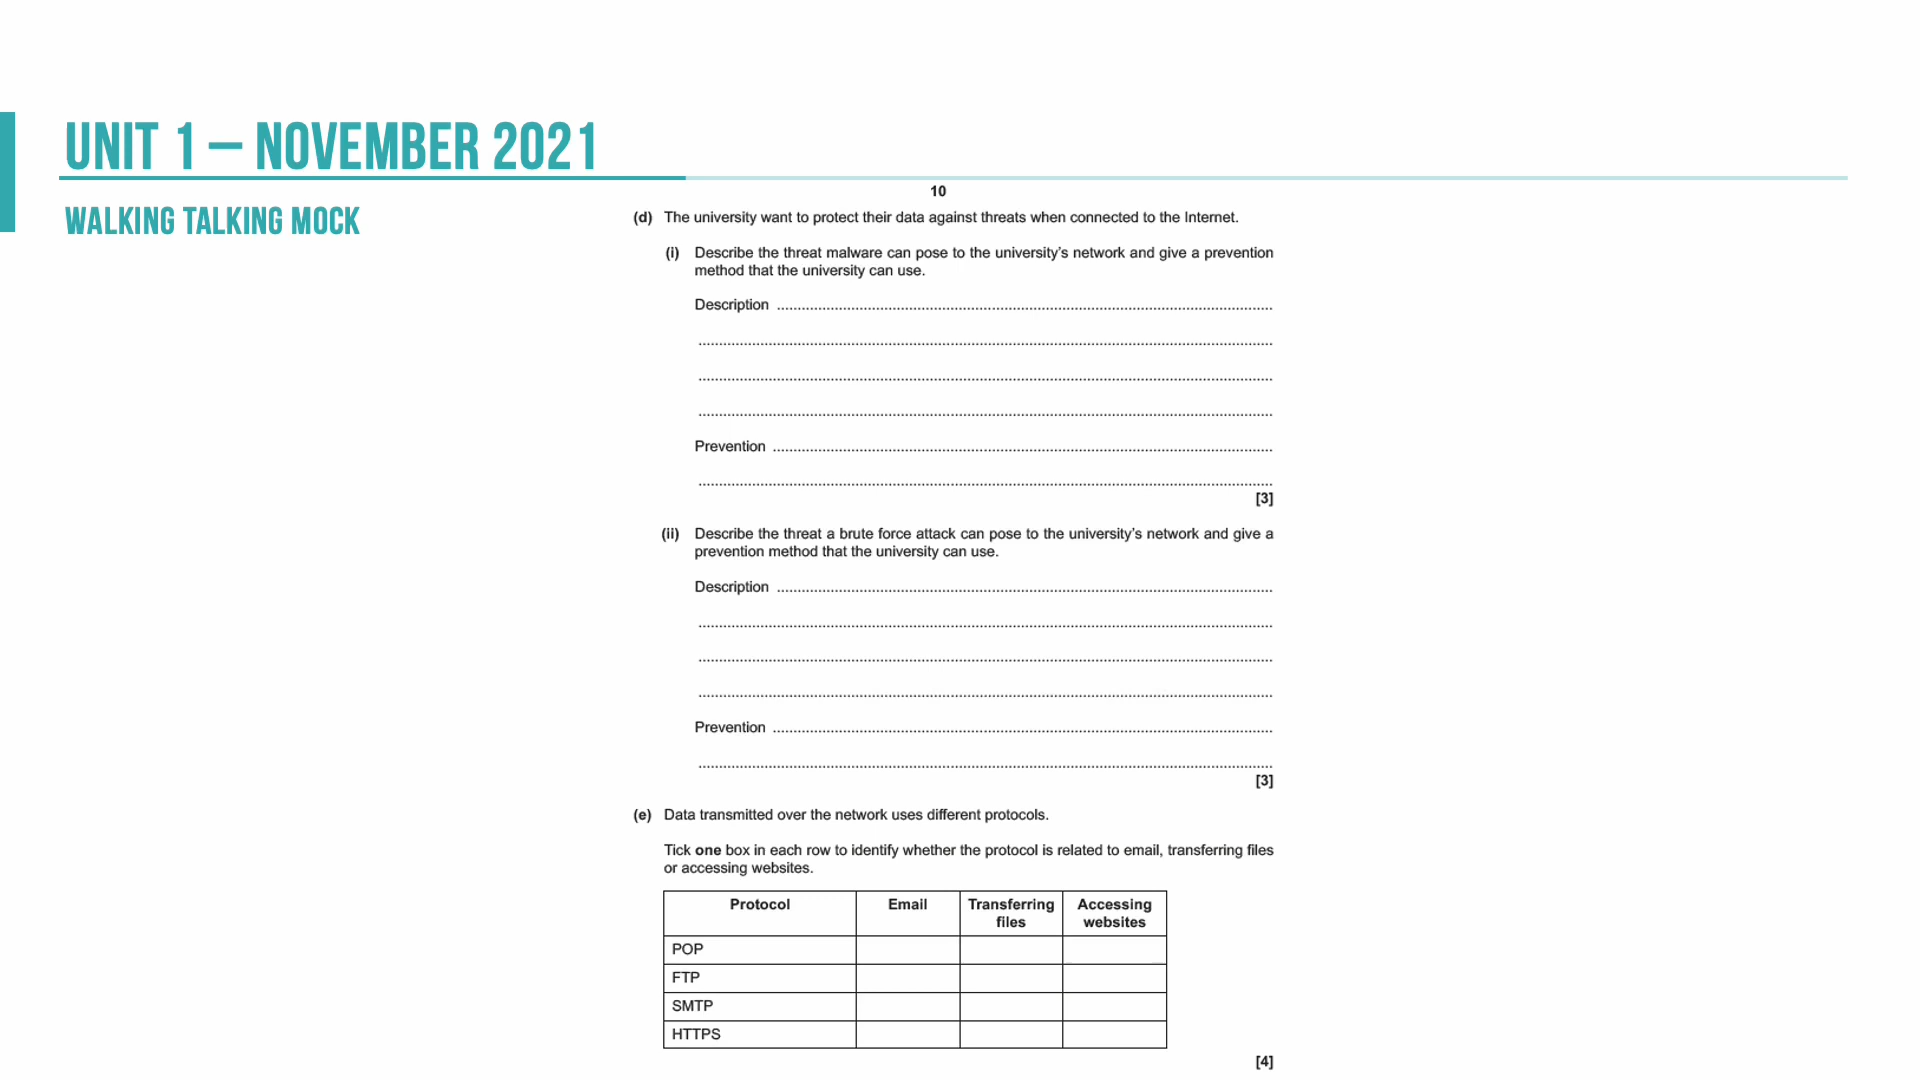 UNIT 1 – NOVEMBER 2021
WALKING TALKING MOCK
10
(d) The university want to protect their data against threats when connected to the Internet.
(i) Describe the threat malware can pose to the university's network and give a prevention
method that the university can use.
Description ................................................................
................................................................
................................................................
................................................................
Prevention ................................................................
................................................................
[3]
(ii) Describe the threat a brute force attack can pose to the university's network and give a
prevention method that the university can use.
Description ................................................................
................................................................
................................................................
................................................................
Prevention ................................................................
................................................................
[3]
(e) Data transmitted over the network uses different protocols.
Tick one box in each row to identify whether the protocol is related to email, transferring files
or accessing websites.
Protocol Email Transferring files Accessing websites
POP
FTP
SMTP
HTTPS
[4]